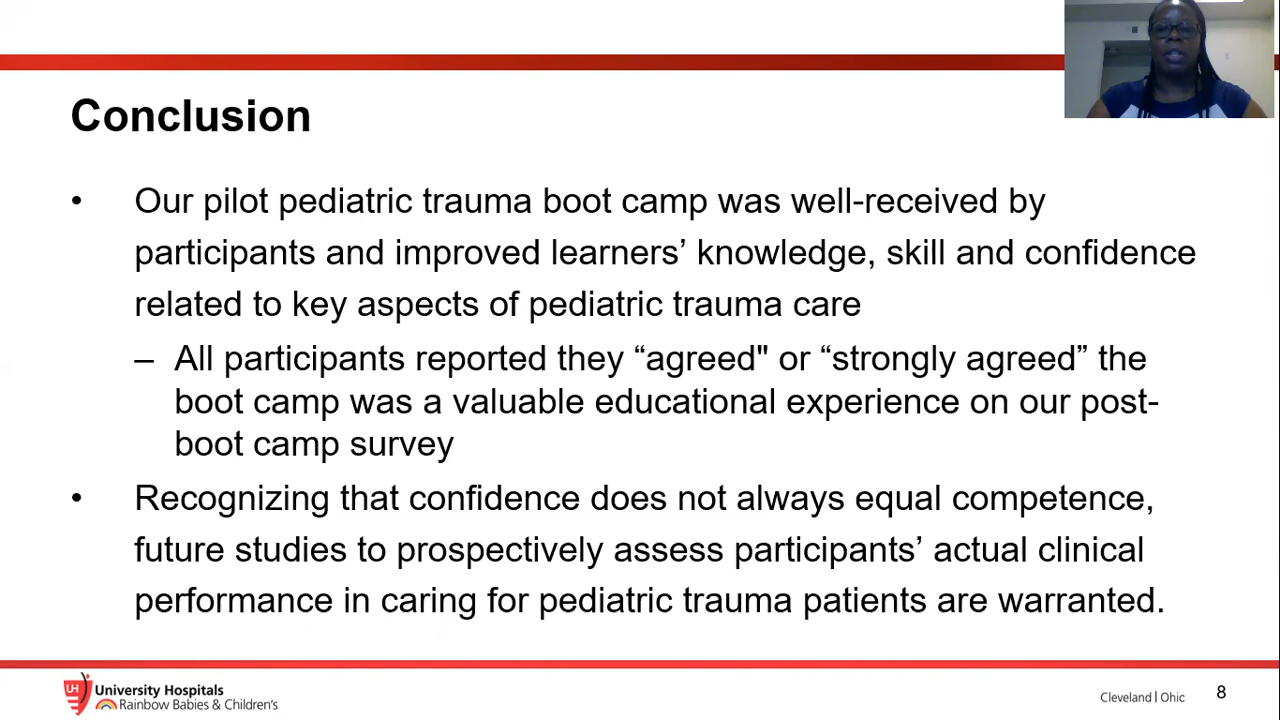 Conclusion
• Our pilot pediatric trauma boot camp was well-received by
participants and improved learners’ knowledge, skill and confidence
related to key aspects of pediatric trauma care
– All participants reported they “agreed" or “strongly agreed” the
boot camp was a valuable educational experience on our post-
boot camp survey
• Recognizing that confidence does not always equal competence,
future studies to prospectively assess participants’ actual clinical
performance in caring for pediatric trauma patients are warranted.
UH University Hospitals
Rainbow Babies & Children's
Cleveland | Ohio
8